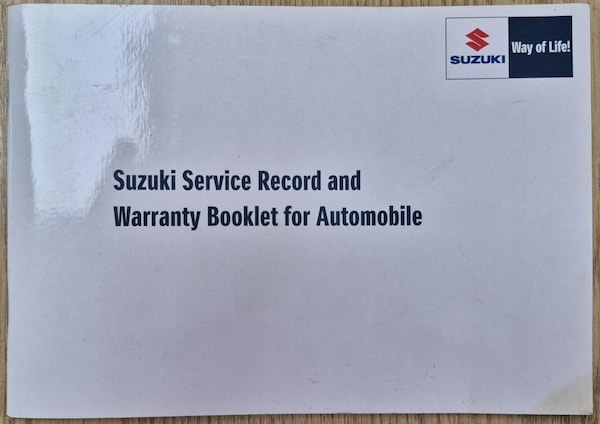 SUZUKI
Way of Life!
Suzuki Service Record and
Warranty Booklet for Automobile